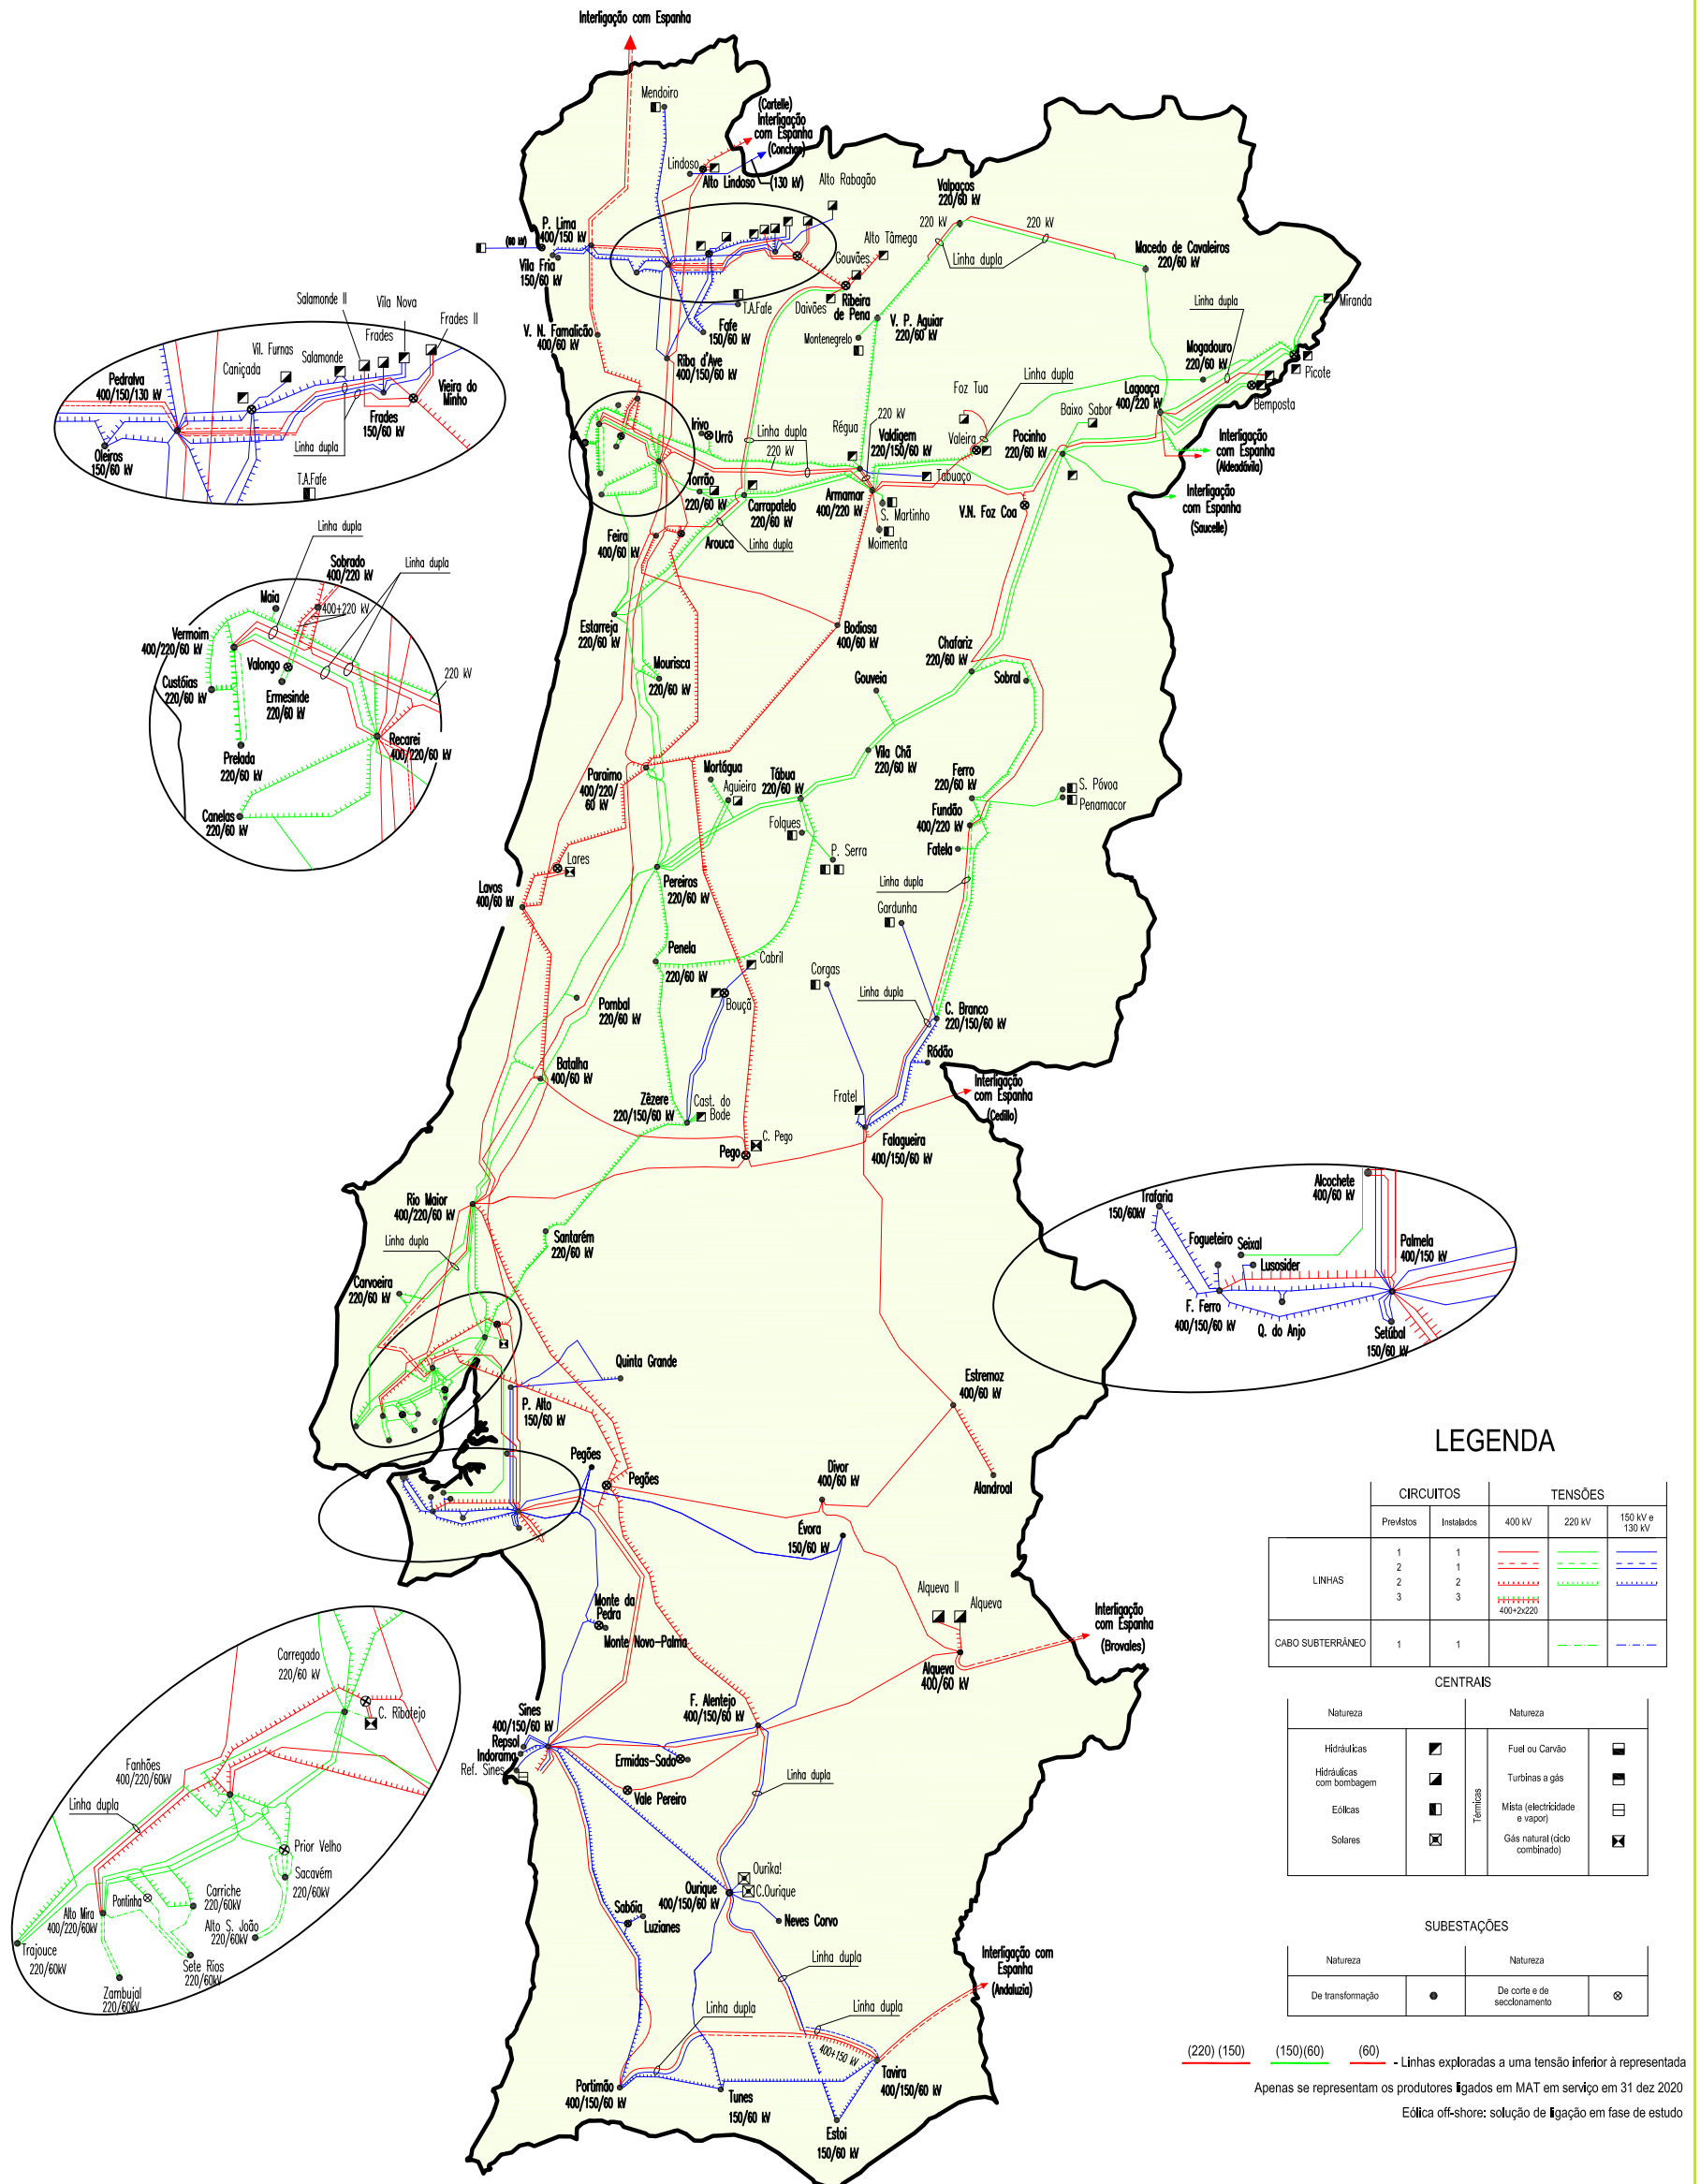 Interligação com Espanha
Mendoiro
(Cartelle)
Interligação
com Espanha
(Conchas)
Lindoso
Alto Lindoso
(130 kV)
Alto Rabagão
Valpaços
220/60 kV
P. Lima
400/150 kV
(60 kV)
Vila Fria
150/60 kV
Alto Tâmega
Gouvães
220 kV
220 kV
Linha dupla
Macedo de Cavaleiros
220/60 kV
T.A.Fafe
Daivões
Ribeira
de Pena
Linha dupla
Miranda
V. N. Famalicão
400/60 kV
Fafe
150/60 kV
Montenegrelo
V. P. Aguiar
220/60 kV
Mogadouro
220/60 kV
Picote
Riba d'Ave
400/150/60 kV
Foz Tua
Linha dupla
Lagoaça
400/220 kV
Bemposta
Baixo Sabor
Irivo
Urrô
Linha dupla
220 kV
Régua
220 kV
Valdigem
220/150/60 kV
Valeira
Pocinho
220/60 kV
Interligação
com Espanha
(Aldeadávila)
Tabuaço
Torrão
220/60 kV
Carrapatelo
220/60 kV
Armamar
400/220 kV
S. Martinho
V.N. Foz Coa
Interligação
com Espanha
(Saucelle)
Moimenta
Feira
400/60 kV
Arouca
Linha dupla
Salamonde II
Vila Nova
Vil. Furnas
Frades
Frades II
Caniçada
Salamonde
Pedralva
400/150/130 kV
Vieira do
Minho
Frades
150/60 kV
Linha dupla
Oleiros
150/60 kV
T.A.Fafe
Linha dupla
Sobrado
400/220 kV
Linha dupla
Maia
400+220 kV
Vermoim
400/220/60 kV
Valongo
220 kV
Custóias
220/60 kV
Ermesinde
220/60 kV
Recarei
400/220/60 kV
Prelada
220/60 kV
Canelas
220/60 kV
Estarreja
220/60 kV
Bodiosa
400/60 kV
Chafariz
220/60 kV
Mourisca
220/60 kV
Gouveia
Sobral
Vila Chã
220/60 kV
Paraimo
400/220/
60 kV
Mortágua
Aguieira
Tábua
220/60 kV
Ferro
220/60 kV
S. Póvoa
Penamacor
Fundão
400/220 kV
Folques
Fatela
P. Serra
Lares
Lavos
400/60 kV
Pereiros
220/60 kV
Linha dupla
Gardunha
Penela
220/60 kV
Cabril
Corgas
Bouçã
Linha dupla
C. Branco
220/150/60 kV
Pombal
220/60 kV
Ródão
Batalha
400/60 kV
Zêzere
220/150/60 kV
Cast. do
Bode
Fratel
Interligação
com Espanha
(Cedillo)
C. Pego
Pego
Falagueira
400/150/60 kV
Rio Maior
400/220/60 kV
Santarém
220/60 kV
Linha dupla
Carvoeira
220/60 kV
Alcochete
400/60 kV
Trafaria
150/60kV
Fogueteiro
Seixal
Lusosider
Palmela
400/150 kV
F. Ferro
400/150/60 kV
Q. do Anjo
Setúbal
150/60 kV
Quinta Grande
P. Alto
150/60 kV
Estremoz
400/60 kV
Pegões
Pegões
Divor
400/60 kV
Alandroal
Évora
150/60 kV
Monte da
Pedra
Monte Novo-Palma
Alqueva II
Alqueva
Interligação
com Espanha
(Brovales)
Alqueva
400/60 kV
F. Alentejo
400/150/60 kV
Sines
400/150/60 kV
Repsol
Indorama
Ref. Sines
Ermidas-Sado
Vale Pereiro
Linha dupla
Carregado
220/60 kV
C. Ribatejo
Fanhões
400/220/60kV
Linha dupla
Prior Velho
Sacavém
220/60kV
Pontinha
Carriche
220/60kV
Alto Mira
400/220/60kV
Alto S. João
220/60kV
Trajouce
220/60kV
Sete Rios
220/60kV
Zambujal
220/60kV
Ourika!
C.Ourique
Ourique
400/150/60 kV
Sabóia
Luzianes
Neves Corvo
Linha dupla
Interligação com
Espanha
(Andaluzia)
Linha dupla
Linha dupla
400+150 kV
Tavira
400/150/60 kV
Portimão
400/150/60 kV
Tunes
150/60 kV
Estoi
150/60 kV
LEGENDA
CIRCUITOS TENSÕES
Previstos Instalados 400 kV 220 kV 150 kV e
130 kV
LINHAS
1 1
2 1
2 2
3 3
400+2x220
CABO SUBTERRÂNEO 1 1
CENTRAIS
Natureza Natureza
Hidráulicas Fuel ou Carvão
Hidráulicas
com bombagem Turbinas a gás
Eólicas Mista (electricidade
e vapor)
Solares Gás natural (ciclo
combinado)
Térmicas
SUBESTAÇÕES
Natureza Natureza
De transformação De corte e de
seccionamento
(220) (150) (150)(60) (60) - Linhas exploradas a uma tensão inferior à representada
Apenas se representam os produtores ligados em MAT em serviço em 31 dez 2020
Eólica off-shore: solução de ligação em fase de estudo